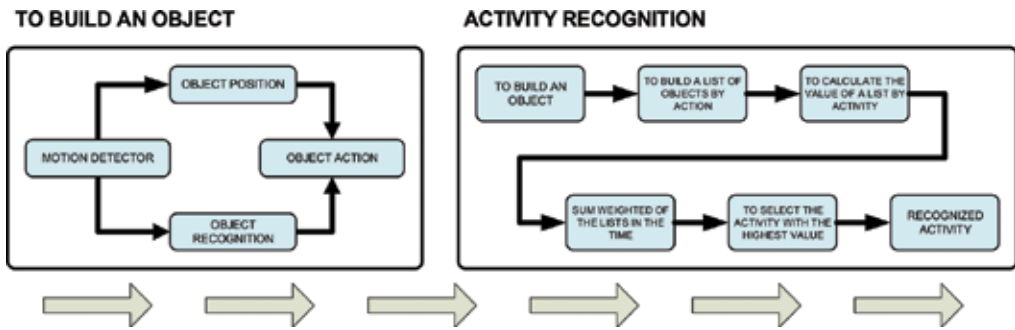 TO BUILD AN OBJECT
OBJECT POSITION
MOTION DETECTOR
OBJECT ACTION
OBJECT
RECOGNITION
ACTIVITY RECOGNITION
TO BUILD AN
OBJECT
TO BUILD A LIST OF
OBJECTS BY
ACTION
TO CALCULATE THE
VALUE OF A LIST BY
ACTIVITY
SUM WEIGHTED OF
THE LISTS IN THE
TIME
TO SELECT THE
ACTIVITY WITH THE
HIGHEST VALUE
RECOGNIZED
ACTIVITY